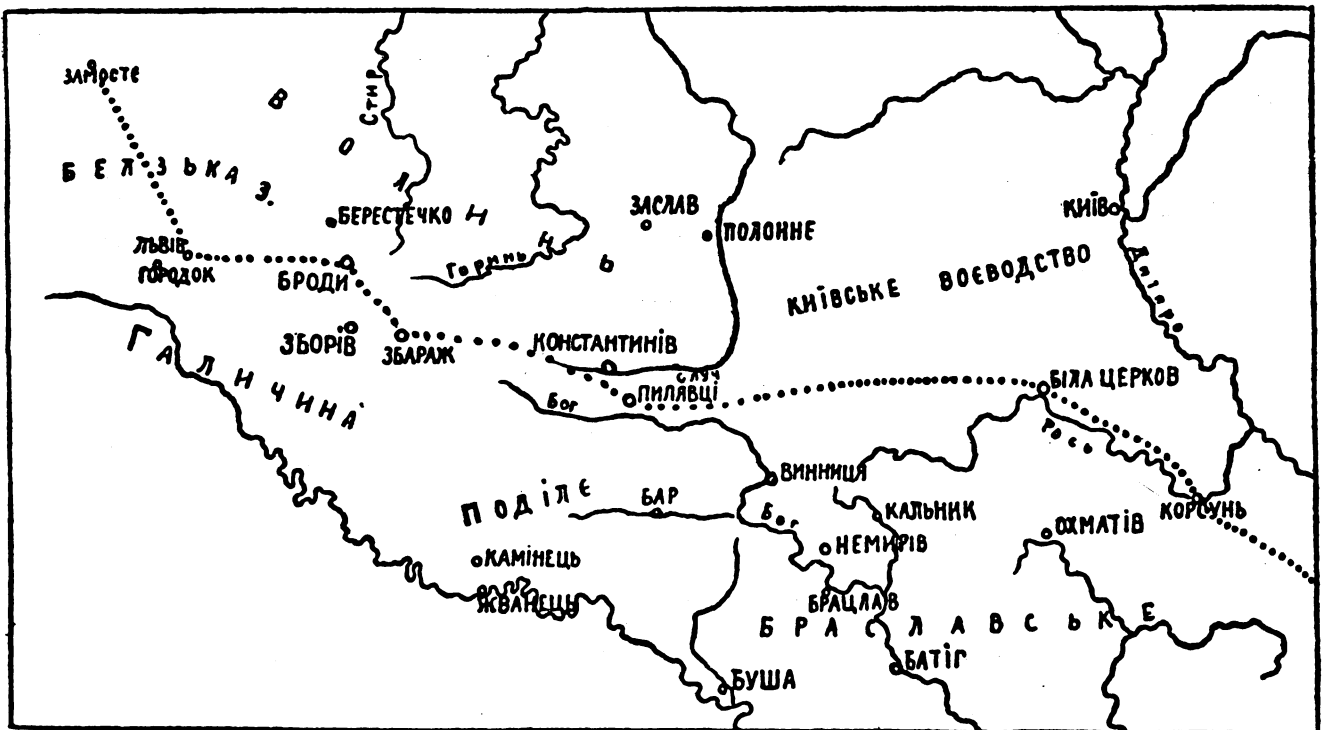 ЗАМОСТЕ
ВОЛИНЬ
Стир
БЕЛЗЬКА З.
БЕРЕСТЕЧКО
ЗАСЛАВ
ПОЛОННЕ
КИЇВ
ЛЬВІВ
ГОРОДОК
БРОДИ
Горинь
КИЇВСЬКЕ ВОЄВОДСТВО
Дніпро
ГАЛИЧИНА
ЗБОРІВ
ЗБАРАЖ
КОНСТАНТИНІВ
СЛУЧ
ПИЛЯВЦІ
Бог
БІЛА ЦЕРКОВ
Рось
ВИННИЦЯ
ПОДІЛЄ
БАР
Бог
КАЛЬНИК
КОРСУНЬ
ОХМАТІВ
НЕМИРІВ
КАМІНЕЦЬ
ЖВАНЕЦЬ
БРАЦЛАВ
БРАСЛАВСЬКЕ
БАТІГ
БУША